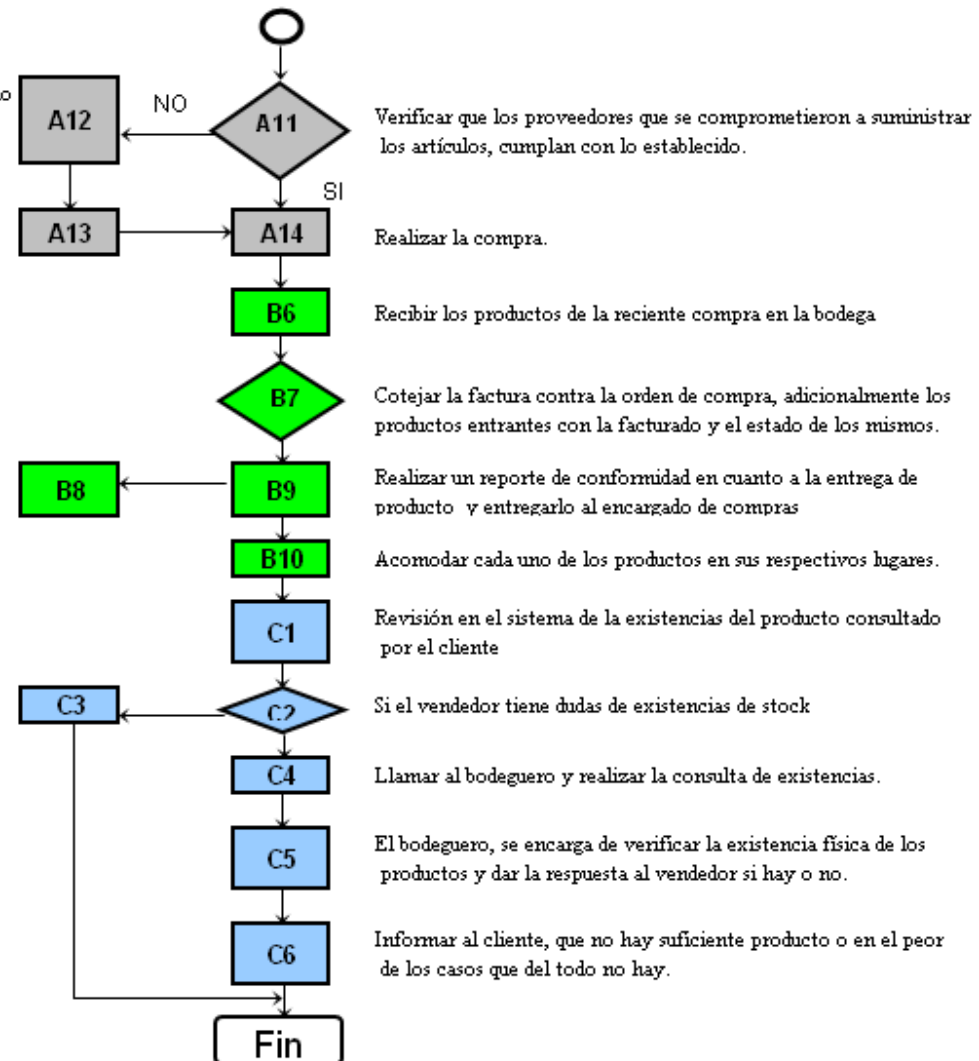 NO
A12
A11
Verificar que los proveedores que se comprometieron a suministrar
los artículos, cumplan con lo establecido.
SI
A13
A14
Realizar la compra.
B6
Recibir los productos de la reciente compra en la bodega
B7
Cotejar la factura contra la orden de compra, adicionalmente los
productos entrantes con la facturado y el estado de los mismos.
B8
B9
Realizar un reporte de conformidad en cuanto a la entrega de
producto y entregarlo al encargado de compras
B10
Acomodar cada uno de los productos en sus respectivos lugares.
C1
Revisión en el sistema de la existencias del producto consultado
por el cliente
C3
C2
Si el vendedor tiene dudas de existencias de stock
C4
Llamar al bodeguero y realizar la consulta de existencias.
C5
El bodeguero, se encarga de verificar la existencia física de los
productos y dar la respuesta al vendedor si hay o no.
C6
Informar al cliente, que no hay suficiente producto o en el peor
de los casos que del todo no hay.
Fin